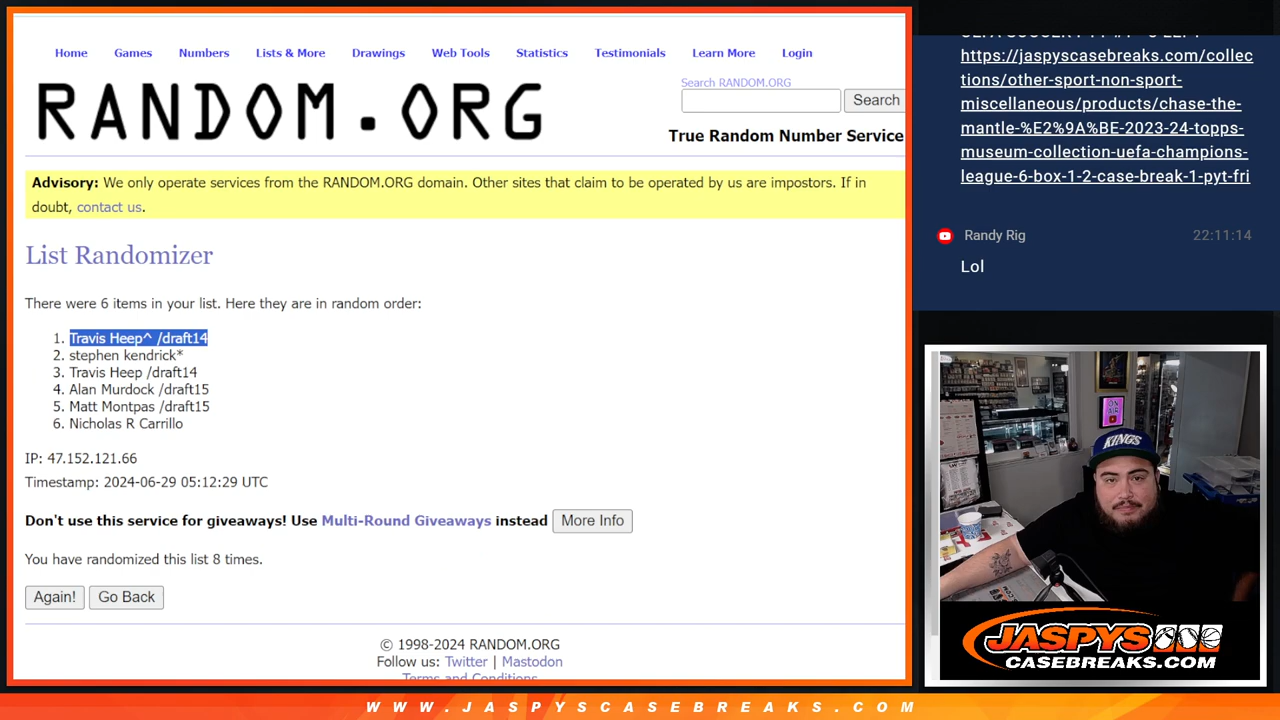 Home Games Numbers Lists & More Drawings Web Tools Statistics Testimonials Learn More Login
RANDOM.ORG
Search RANDOM.ORG
Search
True Random Number Service
Advisory: We only operate services from the RANDOM.ORG domain. Other sites that claim to be operated by us are impostors. If in
doubt, contact us.
List Randomizer
There were 6 items in your list. Here they are in random order:
1. Travis Heep^ /draft14
2. stephen kendrick*
3. Travis Heep /draft14
4. Alan Murdock /draft15
5. Matt Montpas /draft15
6. Nicholas R Carrillo
IP: 47.152.121.66
Timestamp: 2024-06-29 05:12:29 UTC
Don't use this service for giveaways! Use Multi-Round Giveaways instead More Info
You have randomized this list 8 times.
Again! Go Back
© 1998-2024 RANDOM.ORG
Follow us: Twitter | Mastodon
Terms and Conditions
https://jaspyscasebreaks.com/collec
tions/other-sport-non-sport-
miscellaneous/products/chase-the-
mantle-%E2%9A%BE-2023-24-topps-
museum-collection-uefa-champions-
league-6-box-1-2-case-break-1-pyt-fri
Randy Rig 22:11:14
Lol
ON
AIR
KINGS
JASPYS
CASEBREAKS.COM
WWW.JASPYSCASEBREAKS.COM